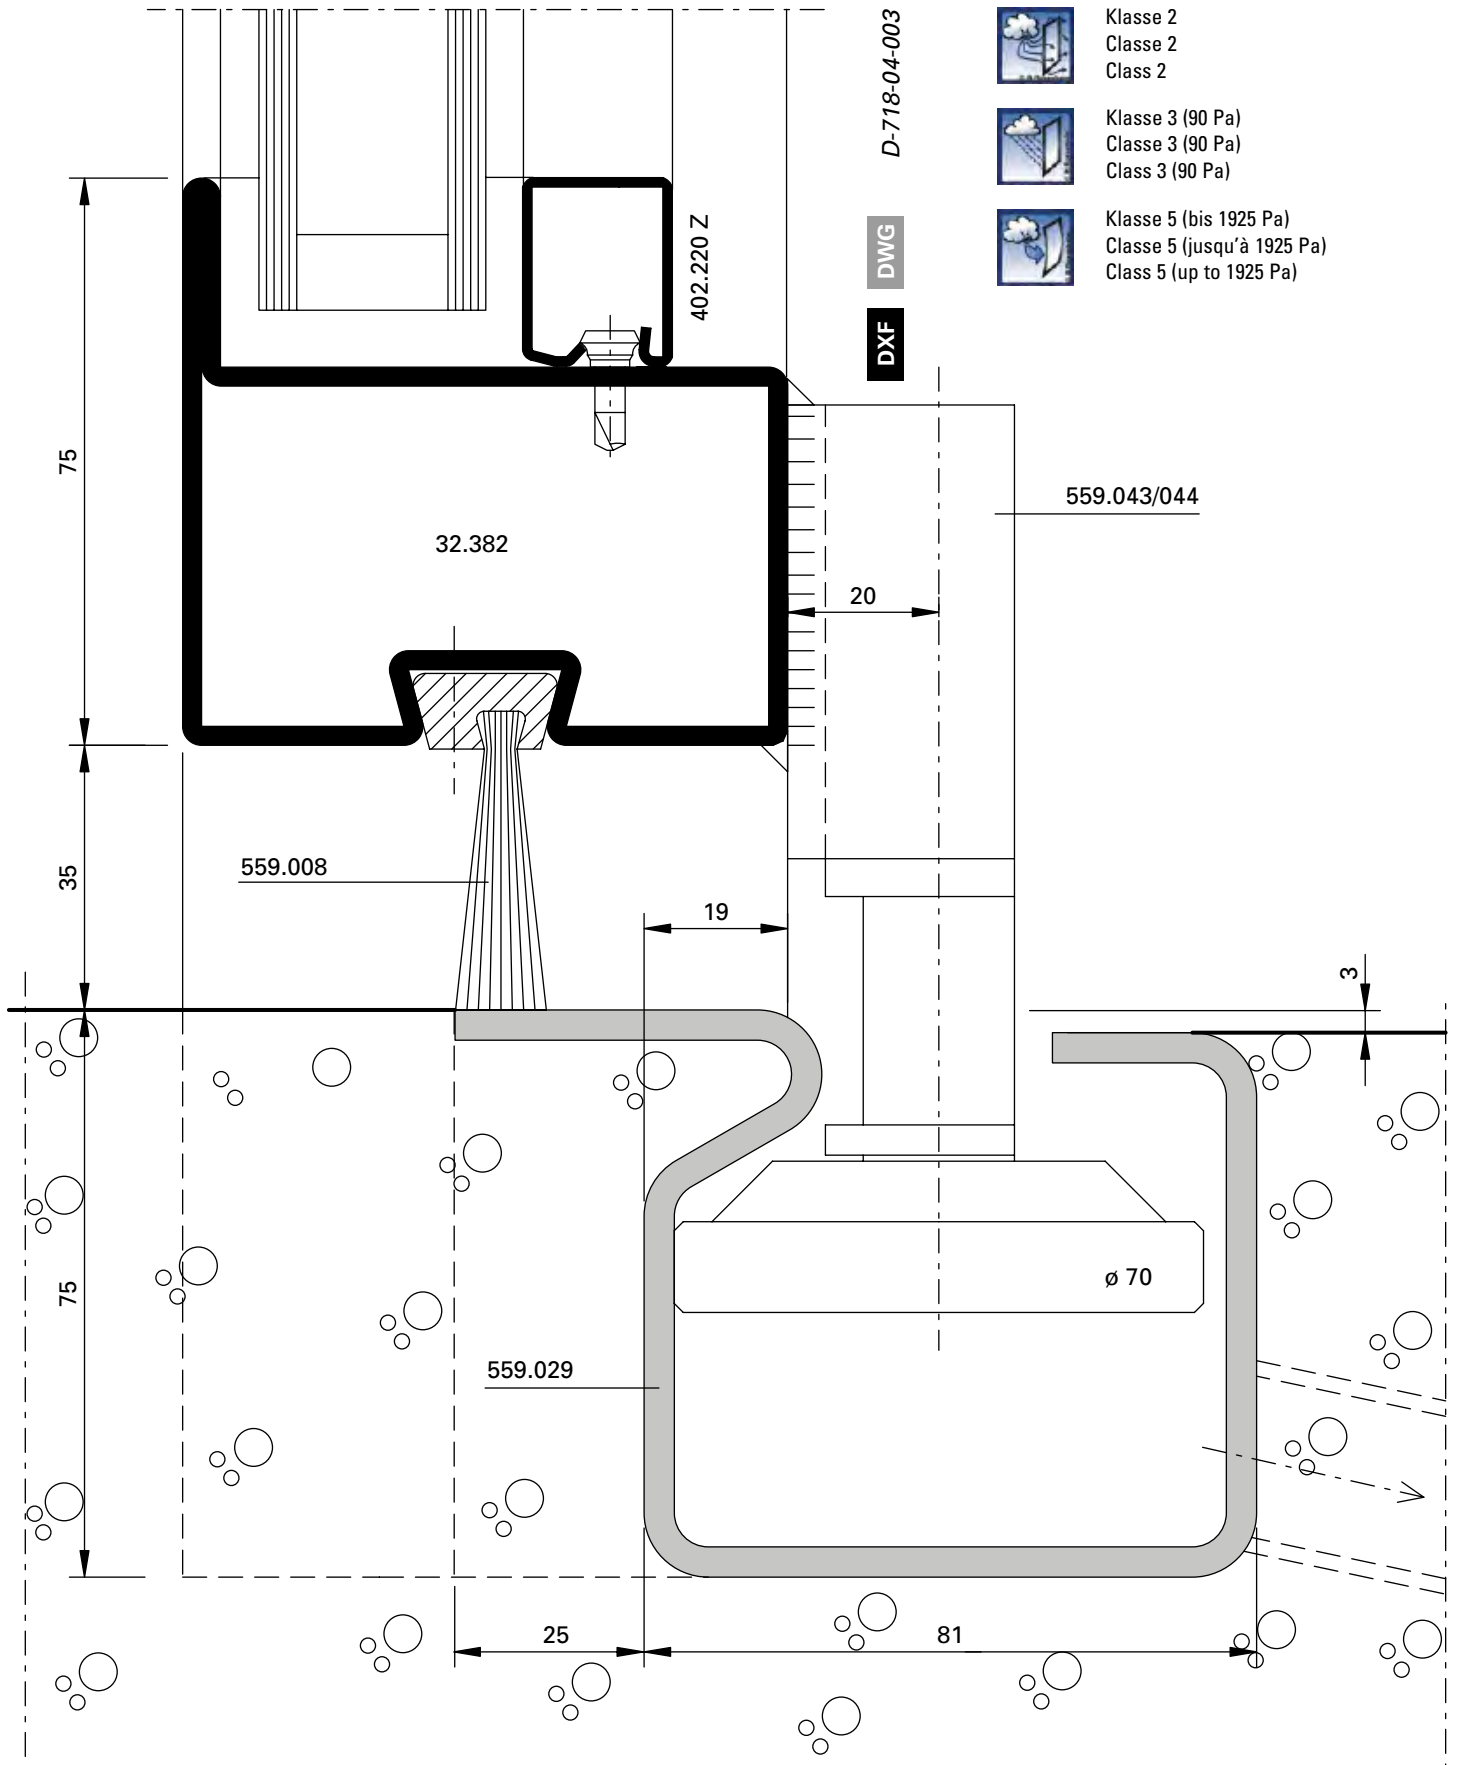 D-718-04-003
Klasse 2
Classe 2
Class 2
Klasse 3 (90 Pa)
Classe 3 (90 Pa)
Class 3 (90 Pa)
Klasse 5 (bis 1925 Pa)
Classe 5 (jusqu'à 1925 Pa)
Class 5 (up to 1925 Pa)
DWG
DXF
402.220 Z
75
559.043/044
32.382
20
35
559.008
19
3
75
ø 70
559.029
25
81